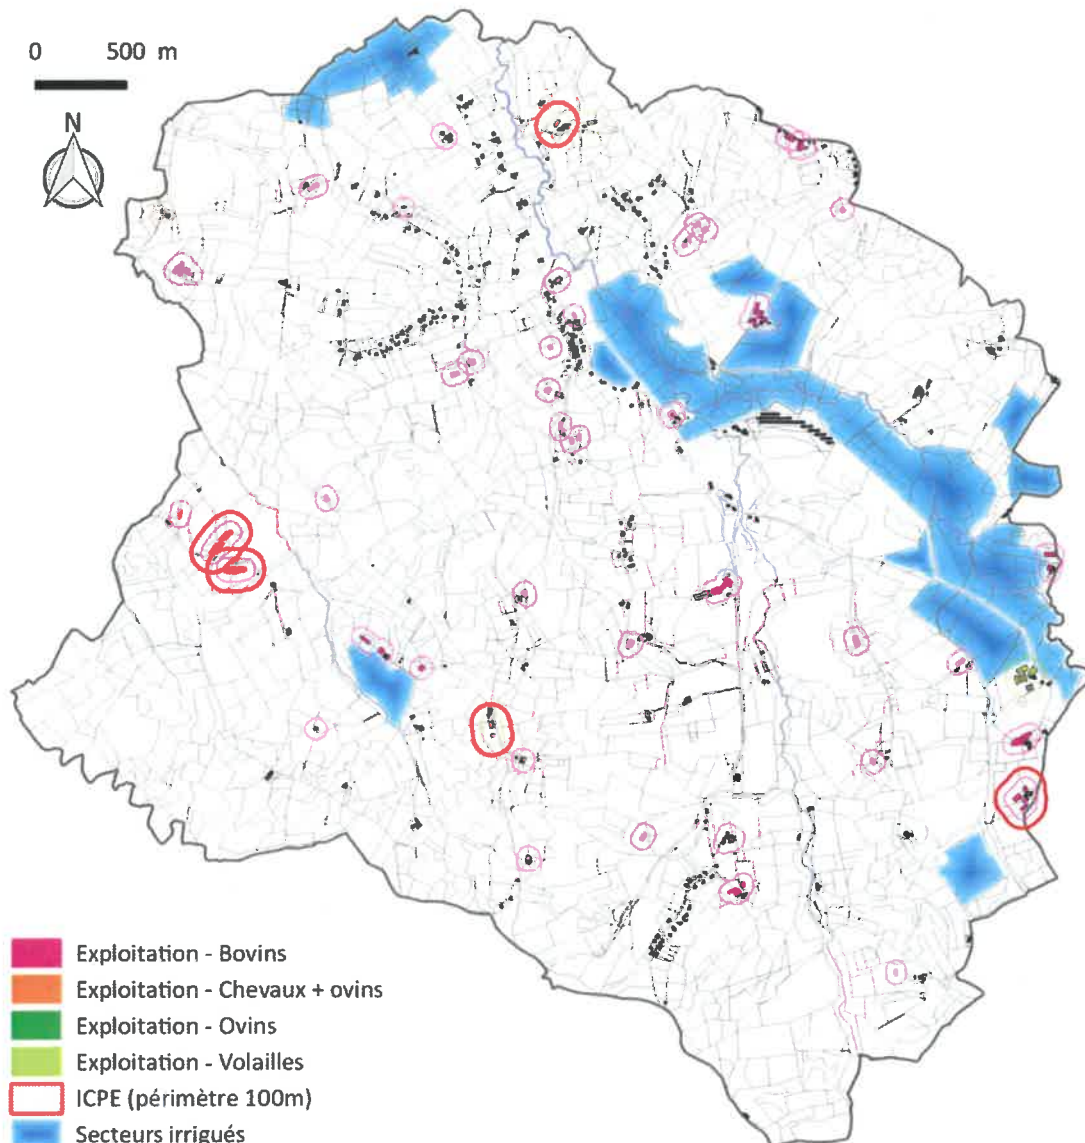 0 500 m
N
Exploitation - Bovins
Exploitation - Chevaux + ovins
Exploitation - Ovins
Exploitation - Volailles
ICPE (périmètre 100m)
Secteurs irrigués